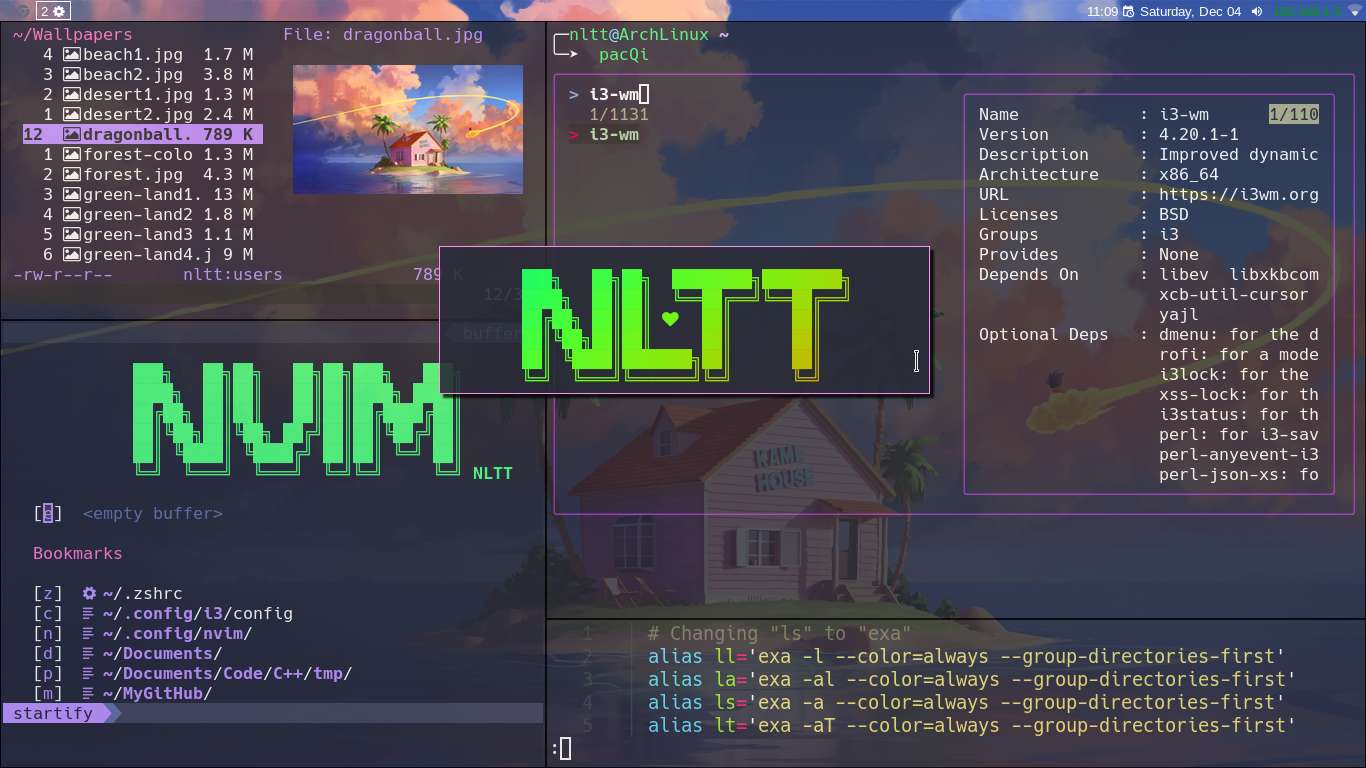 2
11:09 Saturday, Dec 04
~/Wallpapers File: dragonball.jpg
4 beach1.jpg 1.7 M
3 beach2.jpg 3.8 M
2 desert1.jpg 1.3 M
1 desert2.jpg 2.4 M
12 dragonball. 789 K
1 forest-colo 1.3 M
2 forest.jpg 4.3 M
3 green-land1. 13 M
4 green-land2 1.8 M
5 green-land3 1.1 M
6 green-land4.j 9 M
-rw-r--r-- nltt:users 789 K
12/3
buffer
NVIM
NLTT
[e] <empty buffer>
Bookmarks
[z] ~/.zshrc
[c] ~/.config/i3/config
[n] ~/.config/nvim/
[d] ~/Documents/
[p] ~/Documents/Code/C++/tmp/
[m] ~/MyGitHub/
startify
NL♥TT
nltt@ArchLinux ~
pacQi
> i3-wm
1/1131
> i3-wm
Name : i3-wm 1/110
Version : 4.20.1-1
Description : Improved dynamic
Architecture : x86_64
URL : https://i3wm.org
Licenses : BSD
Groups : i3
Provides : None
Depends On : libev libxkbcom
xcb-util-cursor
yajl
Optional Deps : dmenu: for the d
rofi: for a mode
i3lock: for the
xss-lock: for th
i3status: for th
perl: for i3-sav
perl-anyevent-i3
perl-json-xs: fo
KAME
HOUSE
1 # Changing "ls" to "exa"
2 alias ll='exa -l --color=always --group-directories-first'
3 alias la='exa -al --color=always --group-directories-first'
4 alias ls='exa -a --color=always --group-directories-first'
5 alias lt='exa -aT --color=always --group-directories-first'
: